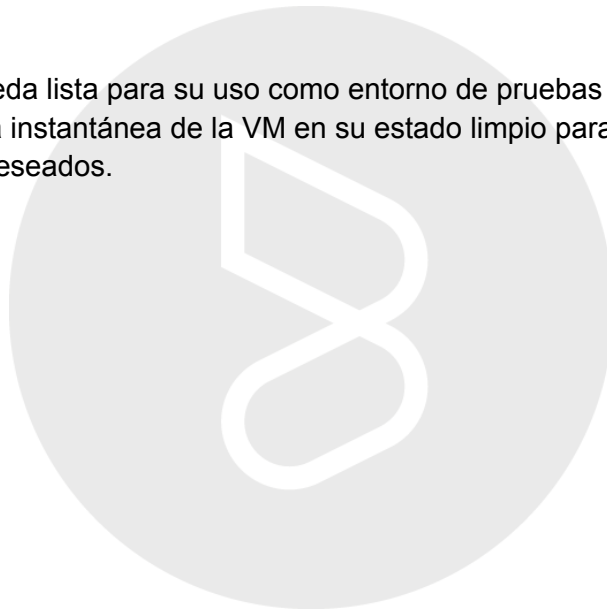 eda lista para su uso como entorno de pruebas
instantánea de la VM en su estado limpio para
eseados.